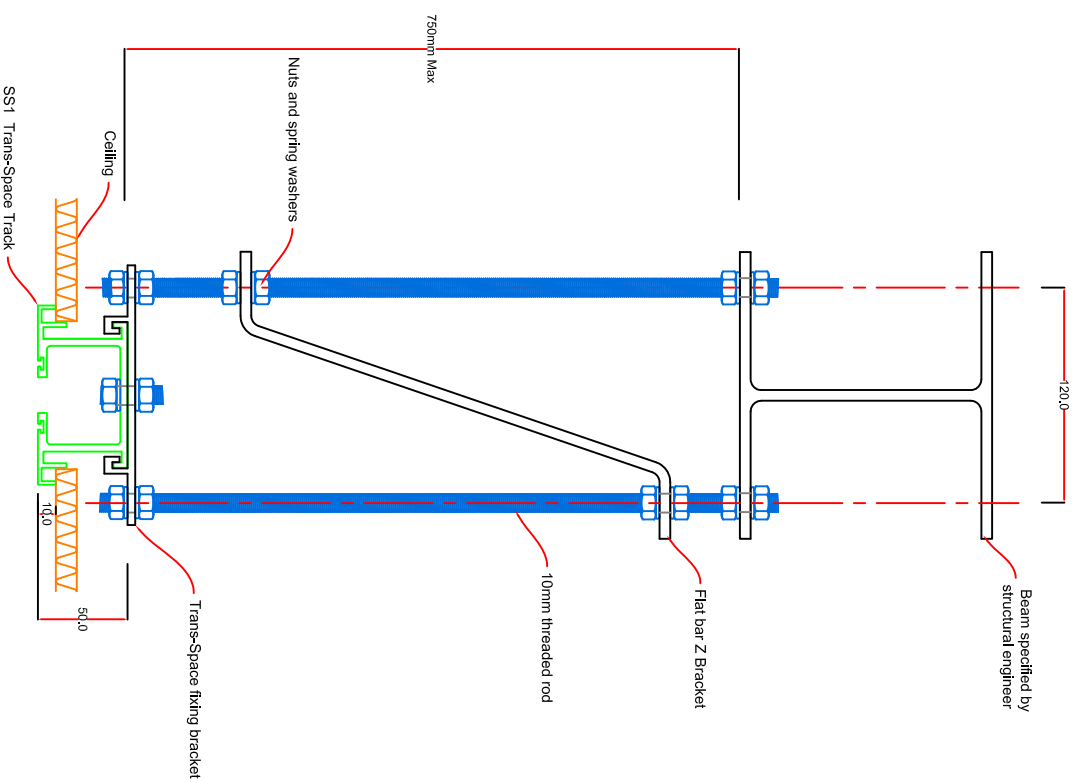 Beam specified by
structural engineer
120.0
750mm Max
Flat bar Z Bracket
10mm threaded rod
Nuts and spring washers
Trans-Space fixing bracket
Ceiling
50.0
10.0
SS1 Trans-Space Track